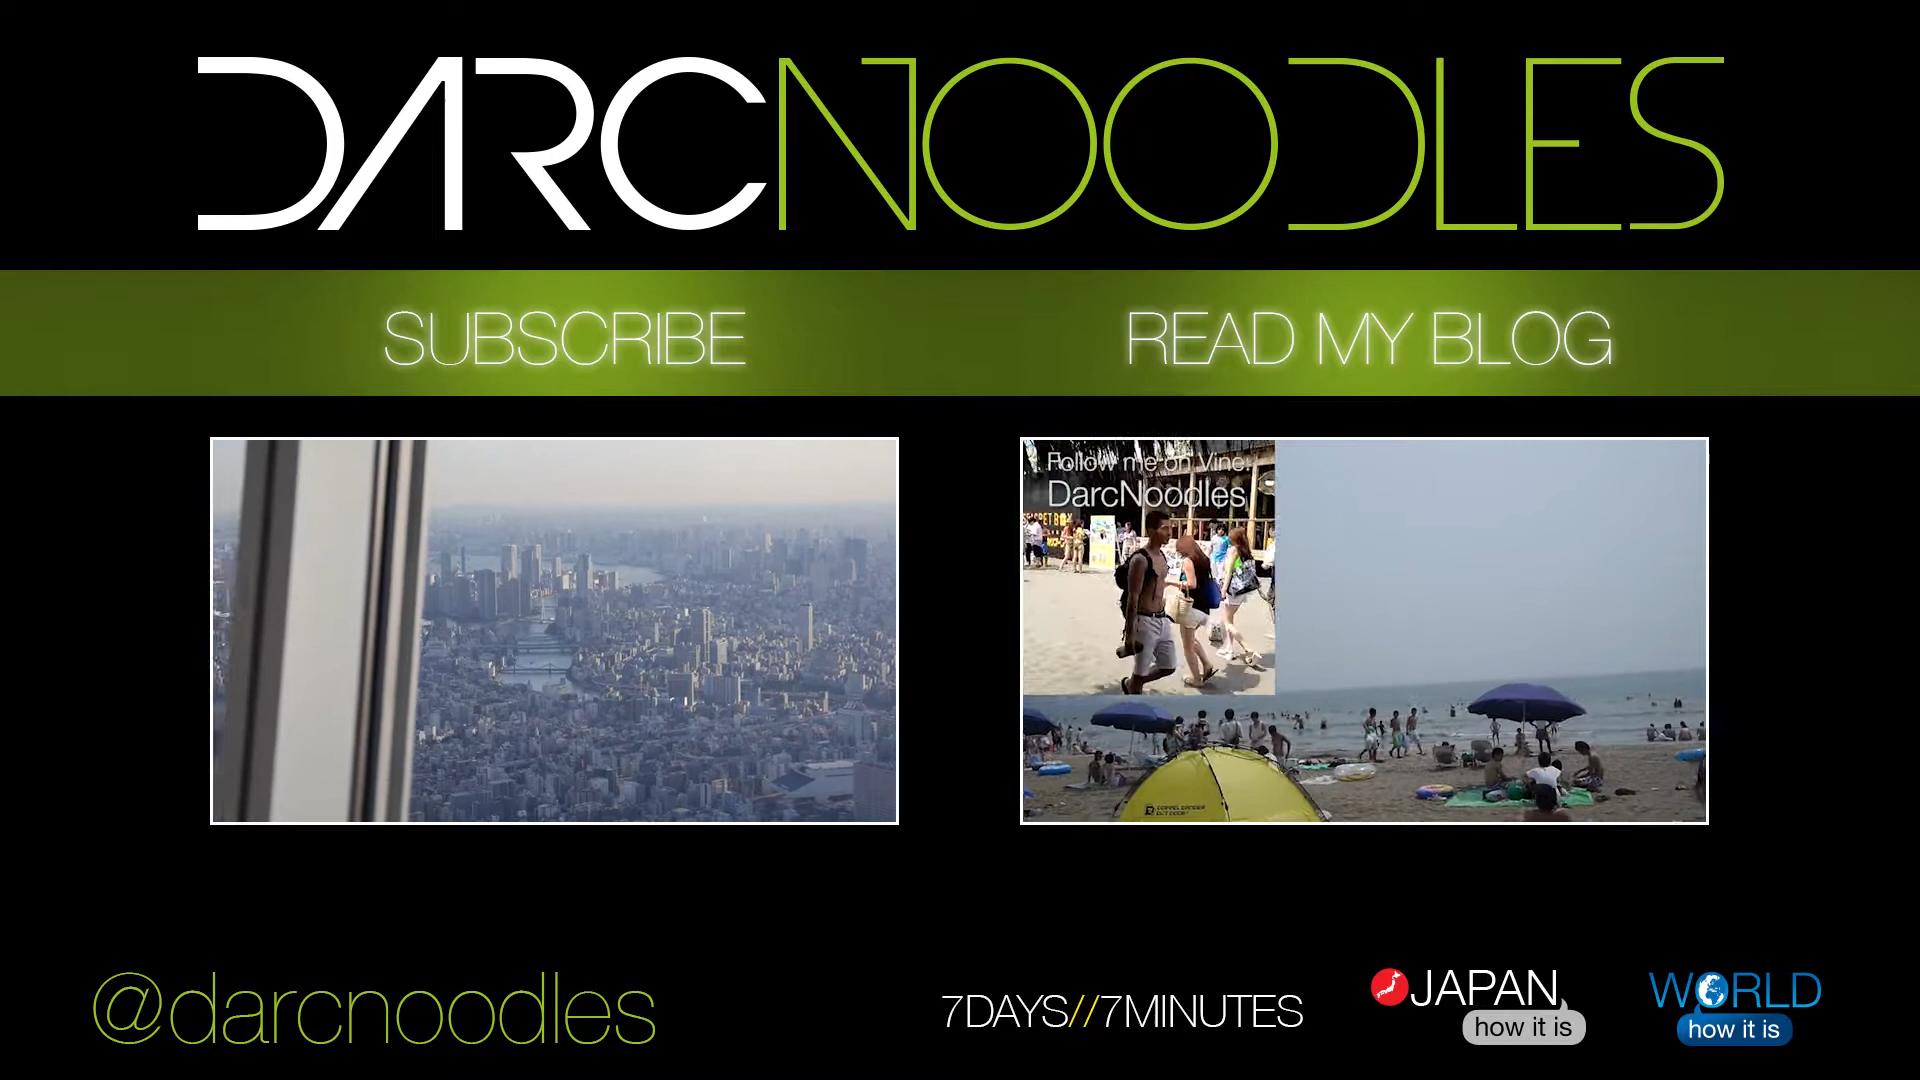 DARCNOODLES
SUBSCRIBE
READ MY BLOG
Follow me on Vine:
DarcNoodles
@darcnoodles
7DAYS//7MINUTES
JAPAN
how it is
WORLD
how it is